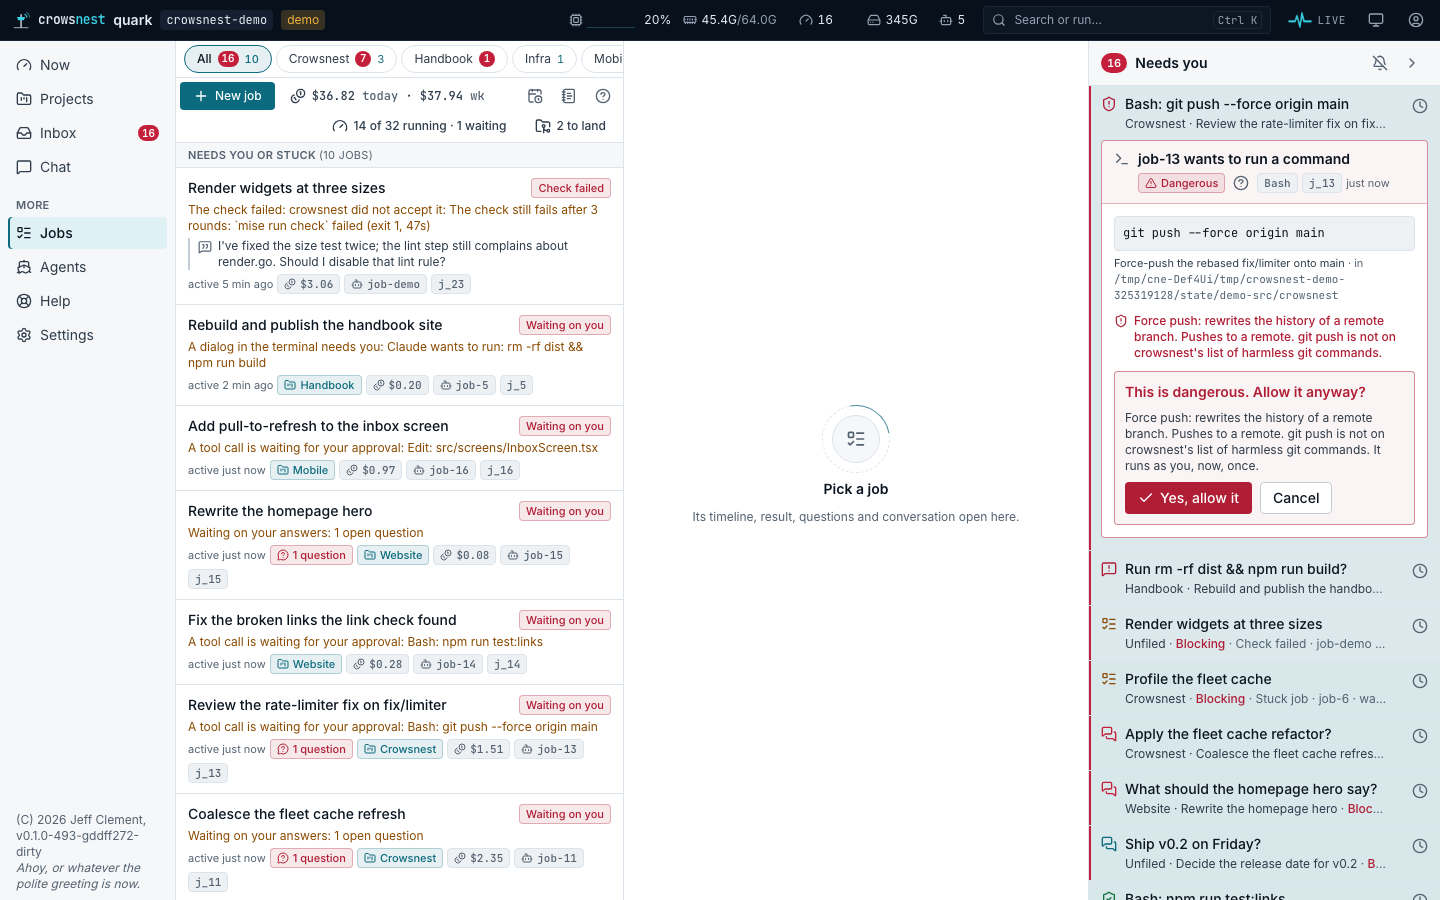 crowsnest quark crowsnest-demo demo
20% 45.4G/64.0G 16 345G 5
Search or run... Ctrl K
LIVE
Now
Projects
Inbox 16
Chat
MORE
Jobs
Agents
Help
Settings
(C) 2026 Jeff Clement,
v0.1.0-493-gddff272-
dirty
Ahoy, or whatever the
polite greeting is now.
All 16 10 Crowsnest 7 3 Handbook 1 Infra 1 Mobi
New job $36.82 today · $37.94 wk
14 of 32 running · 1 waiting 2 to land
NEEDS YOU OR STUCK (10 JOBS)
Render widgets at three sizes Check failed
The check failed: crowsnest did not accept it: The check still fails after 3
rounds: `mise run check` failed (exit 1, 47s)
I've fixed the size test twice; the lint step still complains about
render.go. Should I disable that lint rule?
active 5 min ago $3.06 job-demo j_23
Rebuild and publish the handbook site Waiting on you
A dialog in the terminal needs you: Claude wants to run: rm -rf dist &&
npm run build
active 2 min ago Handbook $0.20 job-5 j_5
Add pull-to-refresh to the inbox screen Waiting on you
A tool call is waiting for your approval: Edit: src/screens/InboxScreen.tsx
active just now Mobile $0.97 job-16 j_16
Rewrite the homepage hero Waiting on you
Waiting on your answers: 1 open question
active just now 1 question Website $0.08 job-15
j_15
Fix the broken links the link check found Waiting on you
A tool call is waiting for your approval: Bash: npm run test:links
active just now Website $0.28 job-14 j_14
Review the rate-limiter fix on fix/limiter Waiting on you
A tool call is waiting for your approval: Bash: git push --force origin main
active just now 1 question Crowsnest $1.51 job-13
j_13
Coalesce the fleet cache refresh Waiting on you
Waiting on your answers: 1 open question
active just now 1 question Crowsnest $2.35 job-11
j_11
Pick a job
Its timeline, result, questions and conversation open here.
16 Needs you
Bash: git push --force origin main
Crowsnest · Review the rate-limiter fix on fix...
job-13 wants to run a command
Dangerous Bash j_13 just now
git push --force origin main
Force-push the rebased fix/limiter onto main · in
/tmp/cne-Def4Ui/tmp/crowsnest-demo-
325319128/state/demo-src/crowsnest
Force push: rewrites the history of a remote
branch. Pushes to a remote. git push is not on
crowsnest's list of harmless git commands.
This is dangerous. Allow it anyway?
Force push: rewrites the history of a remote
branch. Pushes to a remote. git push is not on
crowsnest's list of harmless git commands. It
runs as you, now, once.
Yes, allow it Cancel
Run rm -rf dist && npm run build?
Handbook · Rebuild and publish the handbo...
Render widgets at three sizes
Unfiled · Blocking · Check failed · job-demo ...
Profile the fleet cache
Crowsnest · Blocking · Stuck job · job-6 · wa...
Apply the fleet cache refactor?
Crowsnest · Coalesce the fleet cache refres...
What should the homepage hero say?
Website · Rewrite the homepage hero · Bloc...
Ship v0.2 on Friday?
Unfiled · Decide the release date for v0.2 · B...
Bash: npm run test:links